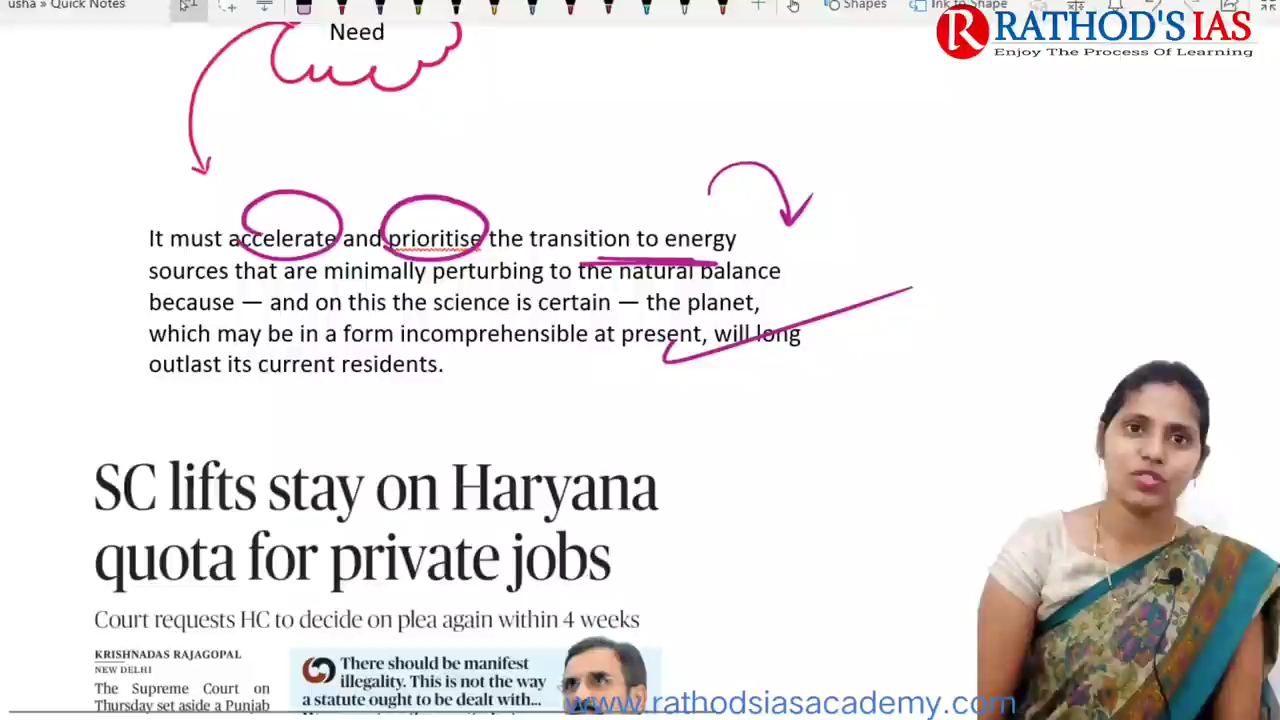 usha » Quick Notes
Shapes
Ink to Shape
RATHOD'S IAS
Enjoy The Process Of Learning
Need
It must accelerate and prioritise the transition to energy
sources that are minimally perturbing to the natural balance
because — and on this the science is certain — the planet,
which may be in a form incomprehensible at present, will long
outlast its current residents.
SC lifts stay on Haryana
quota for private jobs
Court requests HC to decide on plea again within 4 weeks
KRISHNADAS RAJAGOPAL
NEW DELHI
The Supreme Court on
Thursday set aside a Punjab
There should be manifest
illegality. This is not the way
a statute ought to be dealt with...
www.rathodsiasacademy.com